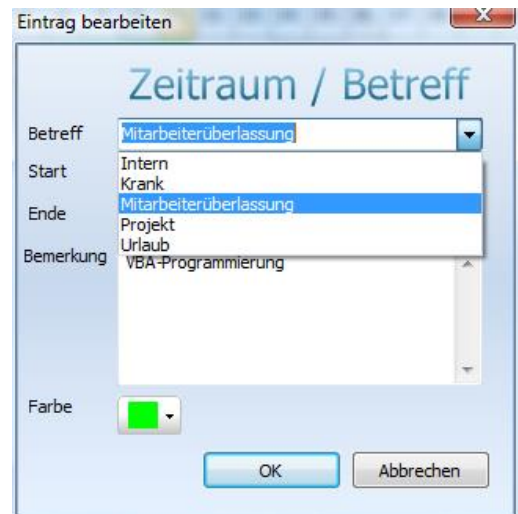 Eintrag bearbeiten
Zeitraum / Betreff
Betreff Mitarbeiterüberlassung
Start Intern
Krank
Ende Mitarbeiterüberlassung
Projekt
Urlaub
Bemerkung VBA-Programmierung
Farbe
OK Abbrechen